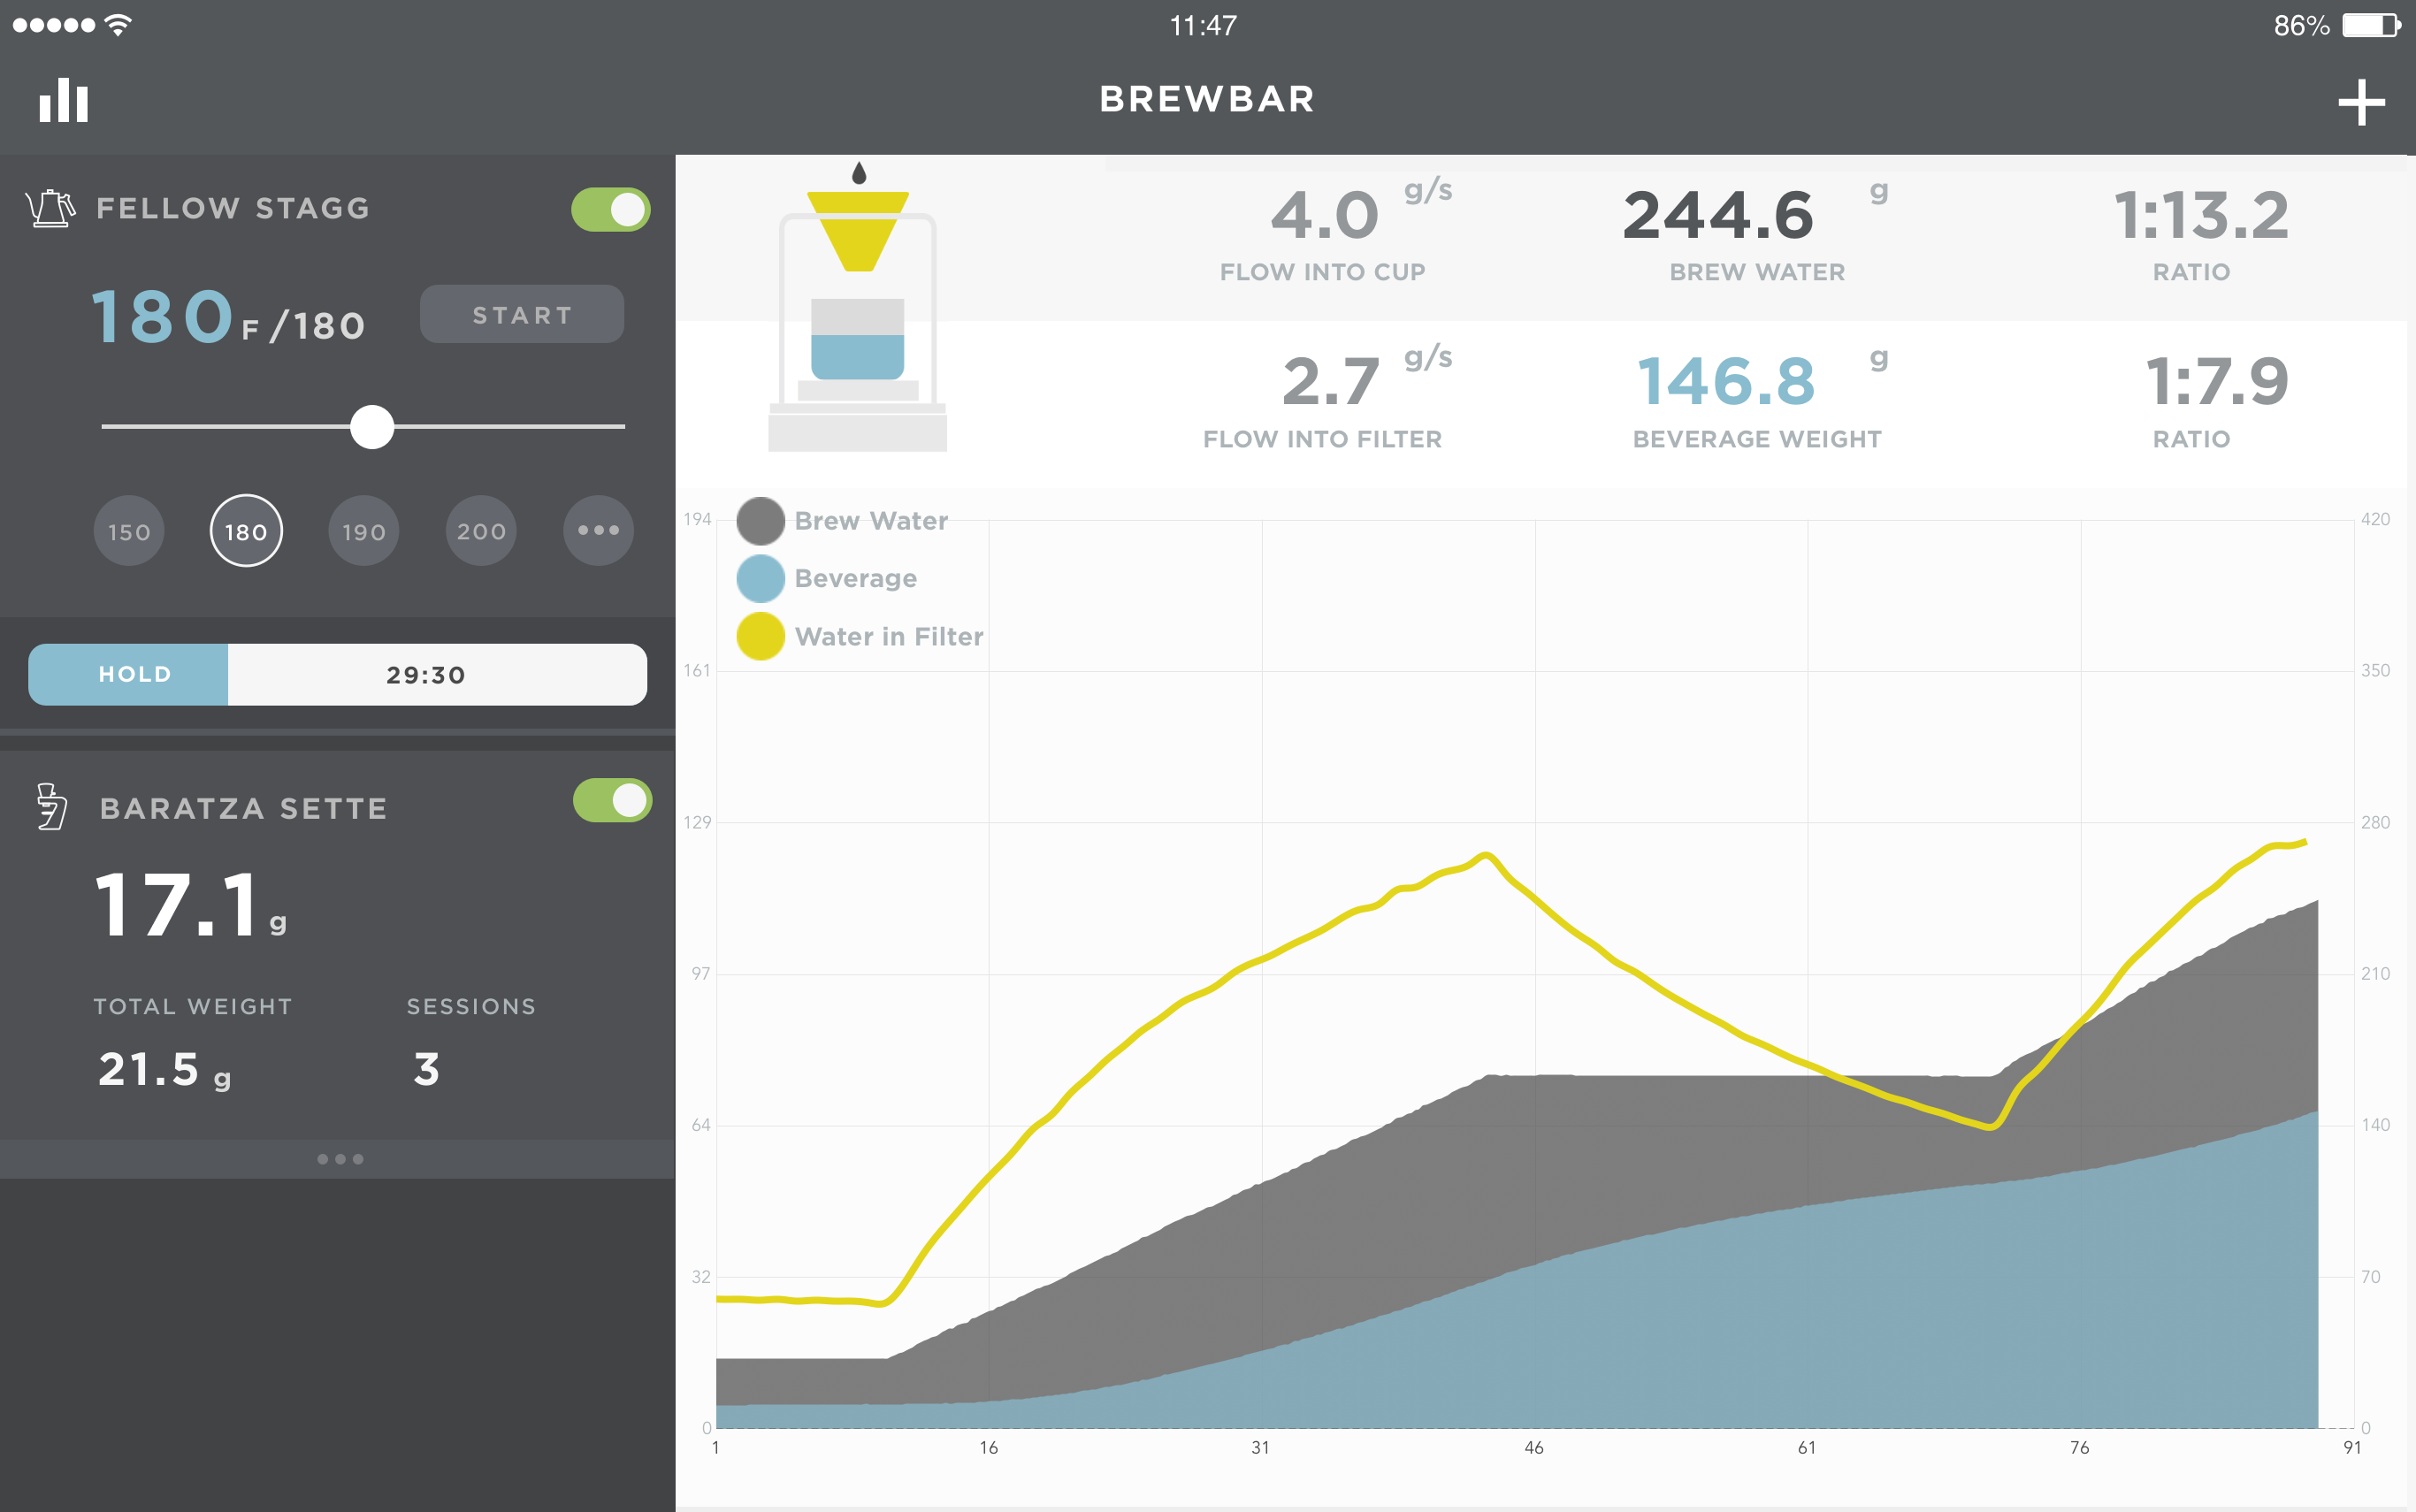 11:47
86%
BREWBAR
FELLOW STAGG
180 F /180
START
150
180
190
200
HOLD
29:30
BARATZA SETTE
17.1 g
TOTAL WEIGHT
SESSIONS
21.5 g
3
4.0 g/s
244.6 g
1:13.2
FLOW INTO CUP
BREW WATER
RATIO
2.7 g/s
146.8 g
1:7.9
FLOW INTO FILTER
BEVERAGE WEIGHT
RATIO
Brew Water
Beverage
Water in Filter
194
161
129
97
64
32
0
420
350
280
210
140
70
0
1
16
31
46
61
76
91